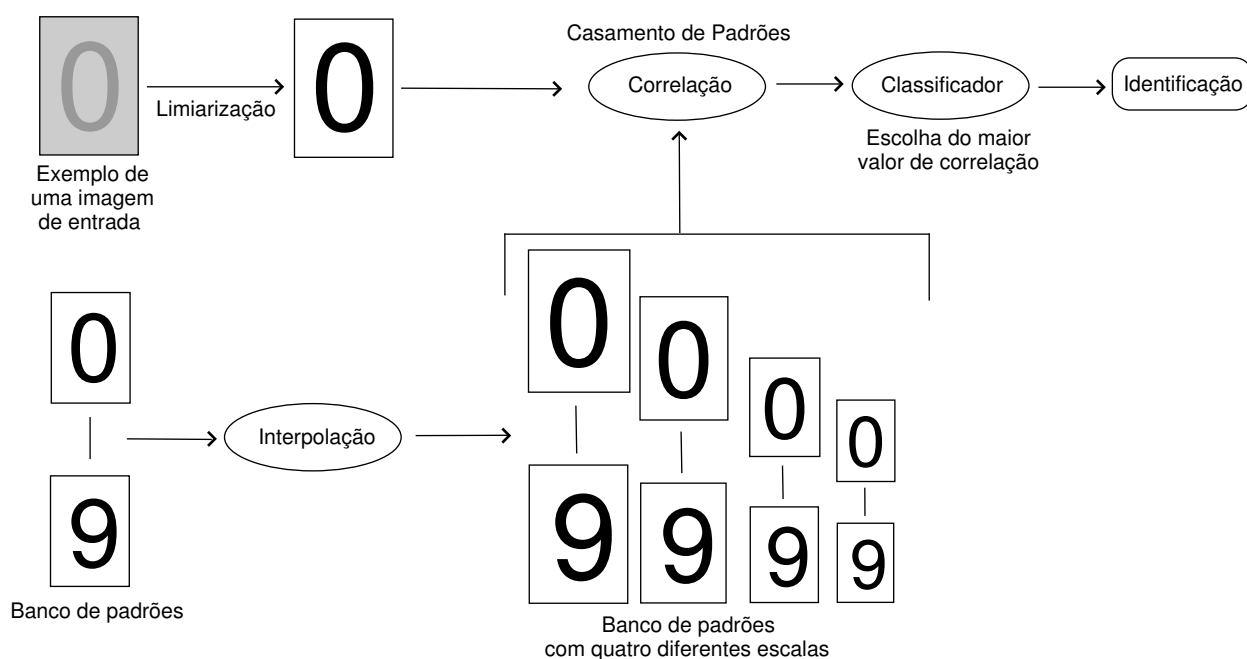 0
Limiarização
0
Casamento de Padrões
Correlação
Classificador
Identificação
Escolha do maior
valor de correlação
Exemplo de
uma imagem
de entrada
0
9
Banco de padrões
Interpolação
0
0
0
0
9
9
9
9
Banco de padrões
com quatro diferentes escalas